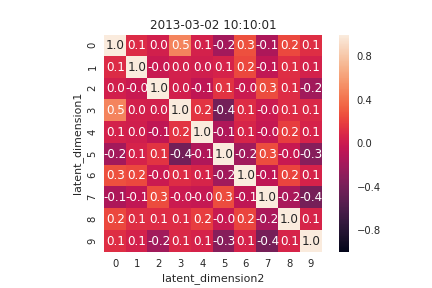 2013-03-02 10:10:01
0 1.0 0.1 0.0 0.5 0.1 -0.2 0.3 -0.1 0.2 0.1
1 0.1 1.0 -0.0 0.0 0.0 0.1 0.2 -0.1 0.1 0.1
2 0.0 -0.0 1.0 0.0 -0.1 0.1 -0.0 0.3 0.1 -0.2
3 0.5 0.0 0.0 1.0 0.2 -0.4 0.1 -0.0 0.1 0.1
4 0.1 0.0 -0.1 0.2 1.0 -0.1 0.1 -0.0 0.2 0.1
5 -0.2 0.1 0.1 -0.4 -0.1 1.0 -0.2 0.3 -0.0 -0.3
6 0.3 0.2 -0.0 0.1 0.1 -0.2 1.0 -0.1 0.2 0.1
7 -0.1 -0.1 0.3 -0.0 -0.0 0.3 -0.1 1.0 -0.2 -0.4
8 0.2 0.1 0.1 0.1 0.2 -0.0 0.2 -0.2 1.0 0.1
9 0.1 0.1 -0.2 0.1 0.1 -0.3 0.1 -0.4 0.1 1.0
0 1 2 3 4 5 6 7 8 9
latent_dimension2
latent_dimension1
0.8
0.4
0.0
-0.4
-0.8